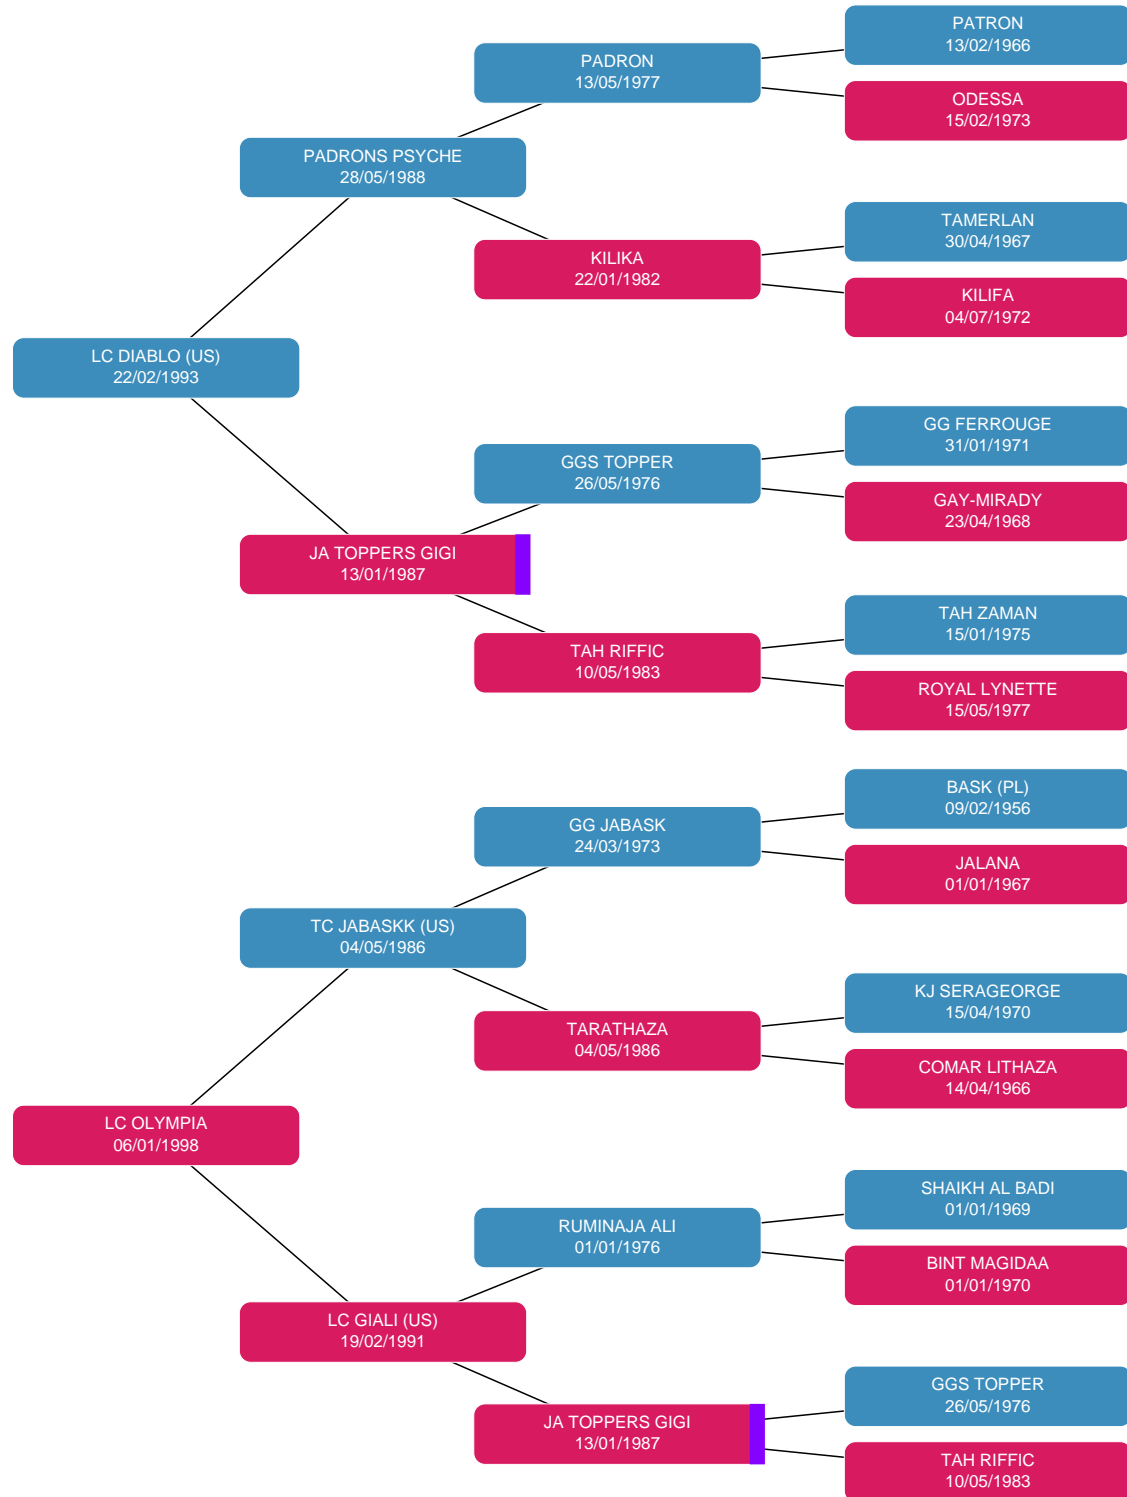 PATRON
13/02/1966
PADRON
13/05/1977
ODESSA
15/02/1973
PADRONS PSYCHE
28/05/1988
TAMERLAN
30/04/1967
KILIKA
22/01/1982
KILIFA
04/07/1972
LC DIABLO (US)
22/02/1993
GG FERROUGE
31/01/1971
GGS TOPPER
26/05/1976
GAY-MIRADY
23/04/1968
JA TOPPERS GIGI
13/01/1987
TAH ZAMAN
15/01/1975
TAH RIFFIC
10/05/1983
ROYAL LYNETTE
15/05/1977
BASK (PL)
09/02/1956
GG JABASK
24/03/1973
JALANA
01/01/1967
TC JABASKK (US)
04/05/1986
KJ SERAGEORGE
15/04/1970
TARATHAZA
04/05/1986
COMAR LITHAZA
14/04/1966
LC OLYMPIA
06/01/1998
SHAIKH AL BADI
01/01/1969
RUMINAJA ALI
01/01/1976
BINT MAGIDAA
01/01/1970
LC GIALI (US)
19/02/1991
GGS TOPPER
26/05/1976
JA TOPPERS GIGI
13/01/1987
TAH RIFFIC
10/05/1983